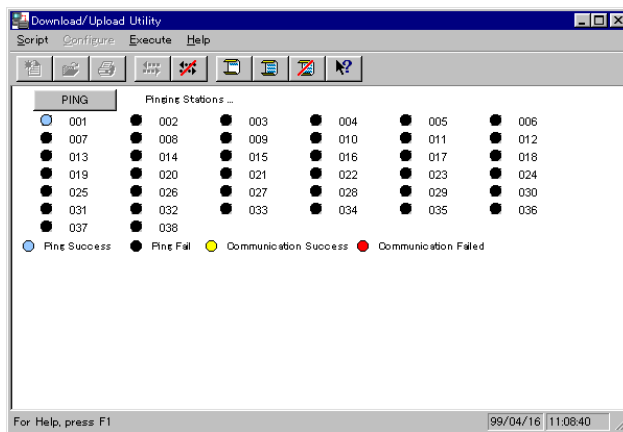 Download/Upload Utility
Script Configure Execute Help
PING Pinging Stations ...
001 002 003 004 005 006
007 008 009 010 011 012
013 014 015 016 017 018
019 020 021 022 023 024
025 026 027 028 029 030
031 032 033 034 035 036
037 038
Ping Success Ping Fail Communication Success Communication Failed
For Help, press F1 99/04/16 11:08:40